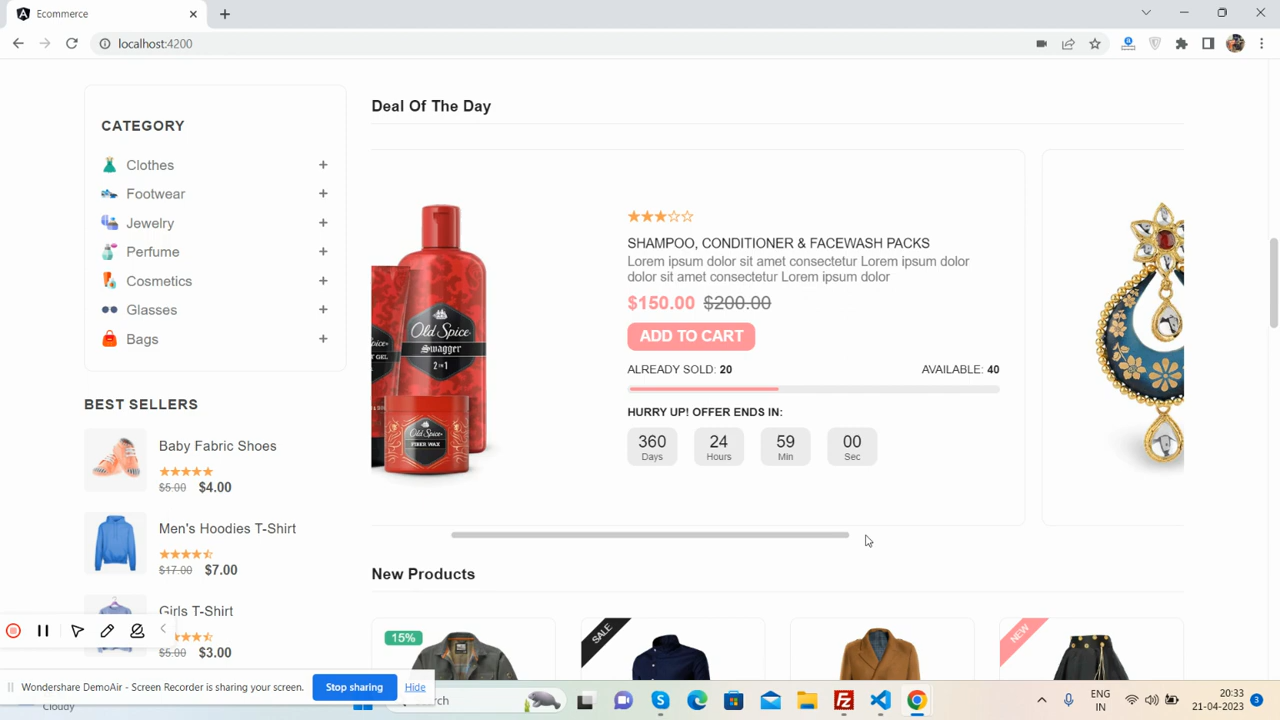 Ecommerce
localhost:4200
CATEGORY
Clothes +
Footwear +
Jewelry +
Perfume +
Cosmetics +
Glasses +
Bags +
BEST SELLERS
Baby Fabric Shoes
$5.00 $4.00
Men's Hoodies T-Shirt
$17.00 $7.00
Girls T-Shirt
$5.00 $3.00
Deal Of The Day
Old Spice
Swagger
2 in 1
Old Spice
FIBER WAX
SHAMPOO, CONDITIONER & FACEWASH PACKS
Lorem ipsum dolor sit amet consectetur Lorem ipsum dolor
dolor sit amet consectetur Lorem ipsum dolor
$150.00 $200.00
ADD TO CART
ALREADY SOLD: 20 AVAILABLE: 40
HURRY UP! OFFER ENDS IN:
360 24 59 00
Days Hours Min Sec
New Products
15%
SALE
NEW
Wondershare DemoAir - Screen Recorder is sharing your screen.
Stop sharing
Hide
Cloudy
ENG
IN
20:33
21-04-2023
3